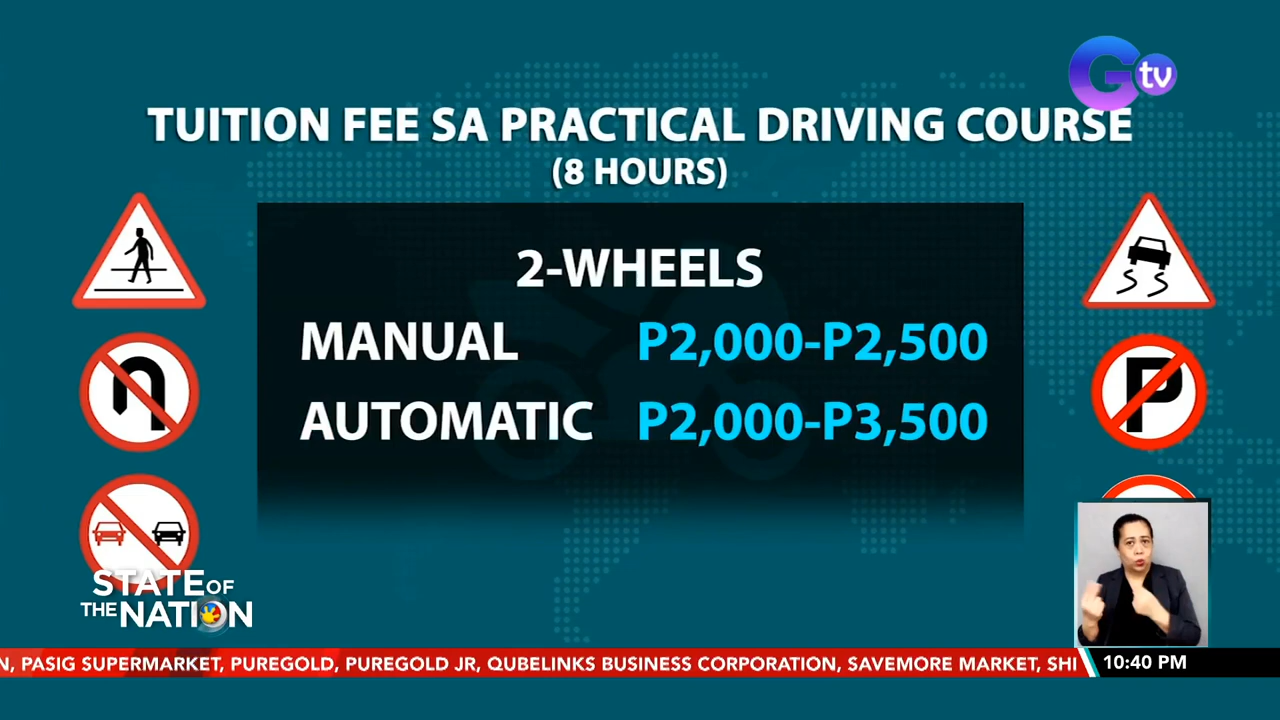 Gtv
TUITION FEE SA PRACTICAL DRIVING COURSE
(8 HOURS)
2-WHEELS
MANUAL P2,000-P2,500
AUTOMATIC P2,000-P3,500
P
STATE OF
THE NATION
N, PASIG SUPERMARKET, PUREGOLD, PUREGOLD JR, QUBELINKS BUSINESS CORPORATION, SAVEMORE MARKET, SHI
10:40 PM